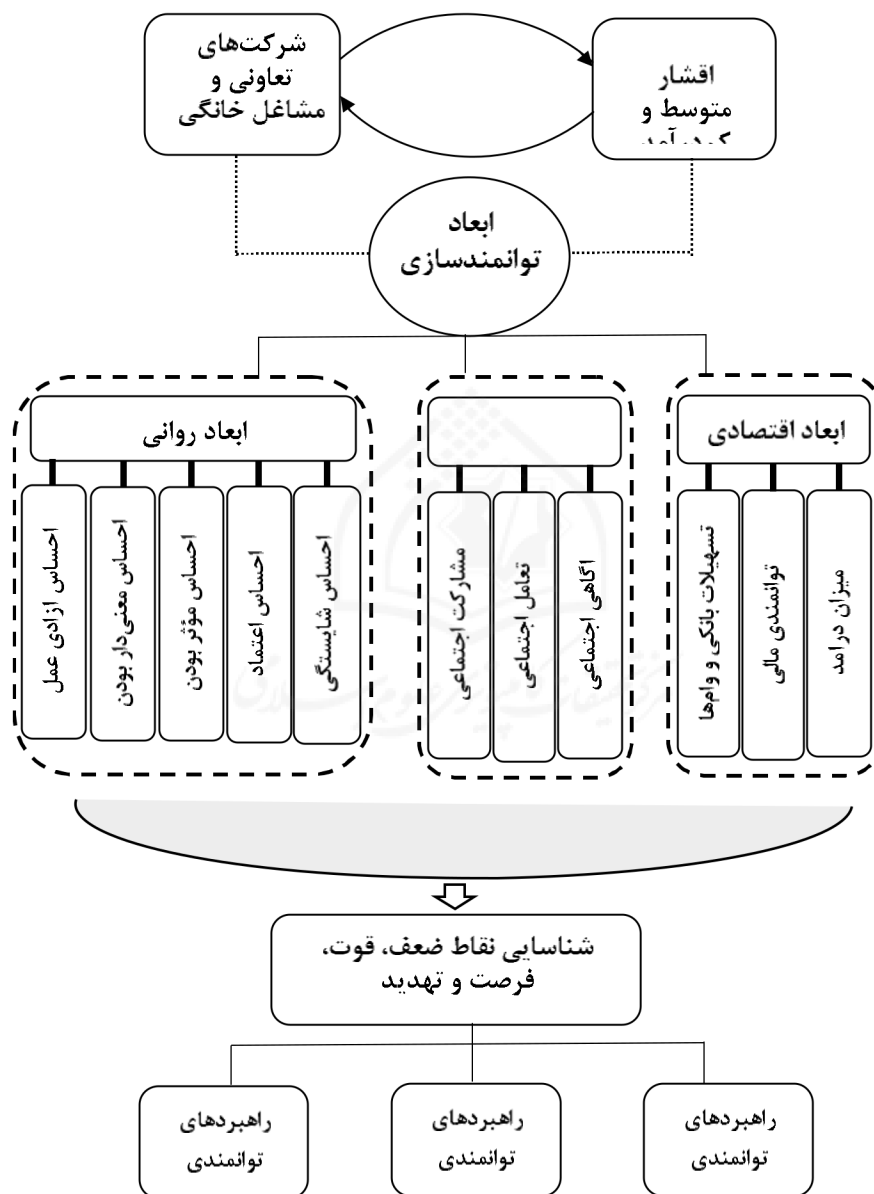 اقشار
متوسط و
شرکت‌های
تعاونی و
مشاغل خانگی
ابعاد
توانمندسازی
ابعاد اقتصادی
میزان درامد
توانمندی مالی
تسهیلات بانکی و وام‌ها
اگاهی اجتماعی
تعامل اجتماعی
مشارکت اجتماعی
ابعاد روانی
احساس شایستگی
احساس اعتماد
احساس مؤثر بودن
احساس معنی‌دار بودن
احساس ازادی عمل
شناسایی نقاط ضعف، قوت،
فرصت و تهدید
راهبردهای
توانمندی
راهبردهای
توانمندی
راهبردهای
توانمندی